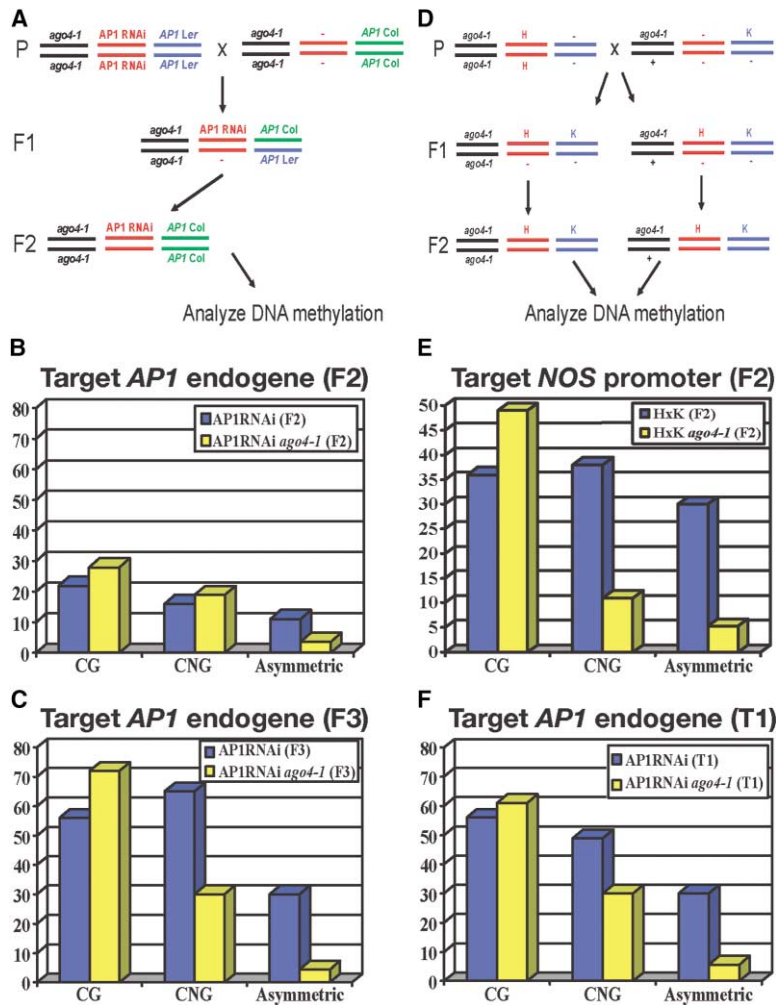 A
ago4-1 AP1 RNAi AP1 Ler - AP1 Col
P X
ago4-1 AP1 RNAi AP1 Ler ago4-1 - AP1 Col
ago4-1 AP1 RNAi AP1 Col
F1
ago4-1 - AP1 Ler
ago4-1 AP1 RNAi AP1 Col
F2
ago4-1 AP1 Col
Analyze DNA methylation
D
ago4-1 H - ago4-1 - K
P X
ago4-1 H - + - -
ago4-1 H K ago4-1 H K
F1
ago4-1 - - + - -
ago4-1 H K ago4-1 H K
F2
ago4-1 +
Analyze DNA methylation
B
Target AP1 endogene (F2)
AP1RNAi (F2)
AP1RNAi ago4-1 (F2)
80
70
60
50
40
30
20
10
0
CG CNG Asymmetric
E
Target NOS promoter (F2)
HxK (F2)
HxK ago4-1 (F2)
50
45
40
35
30
25
20
15
10
5
0
CG CNG Asymmetric
C
Target AP1 endogene (F3)
AP1RNAi (F3)
AP1RNAi ago4-1 (F3)
80
70
60
50
40
30
20
10
0
CG CNG Asymmetric
F
Target AP1 endogene (T1)
AP1RNAi (T1)
AP1RNAi ago4-1 (T1)
80
70
60
50
40
30
20
10
0
CG CNG Asymmetric